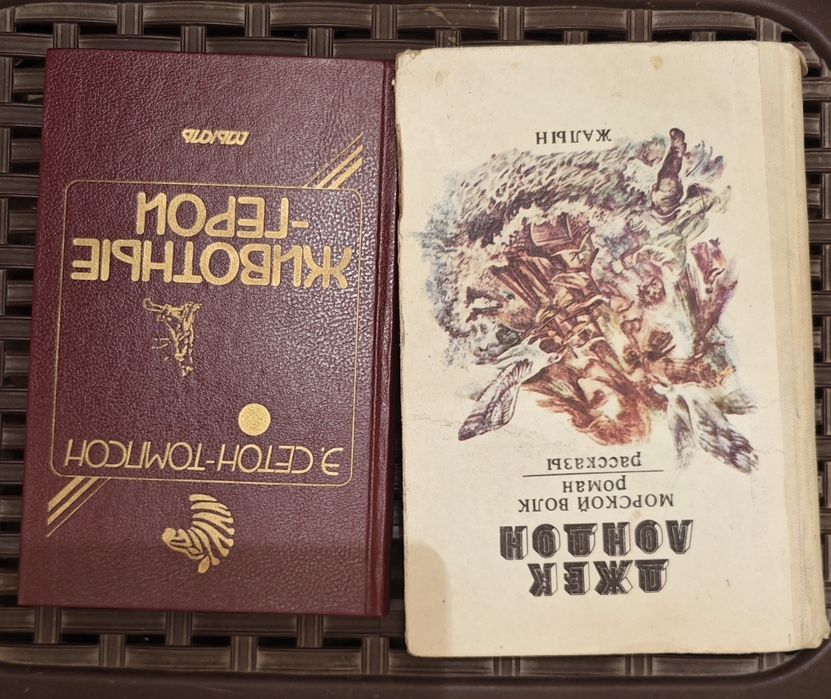 ДЖЕК
ЛОНДОН
МОРСКОЙ ВОЛК
роман
рассказы
ЖАЛЫН
Э. СЕТОН-ТОМПСОН
ЖИВОТНЫЕ
-ГЕРОИ